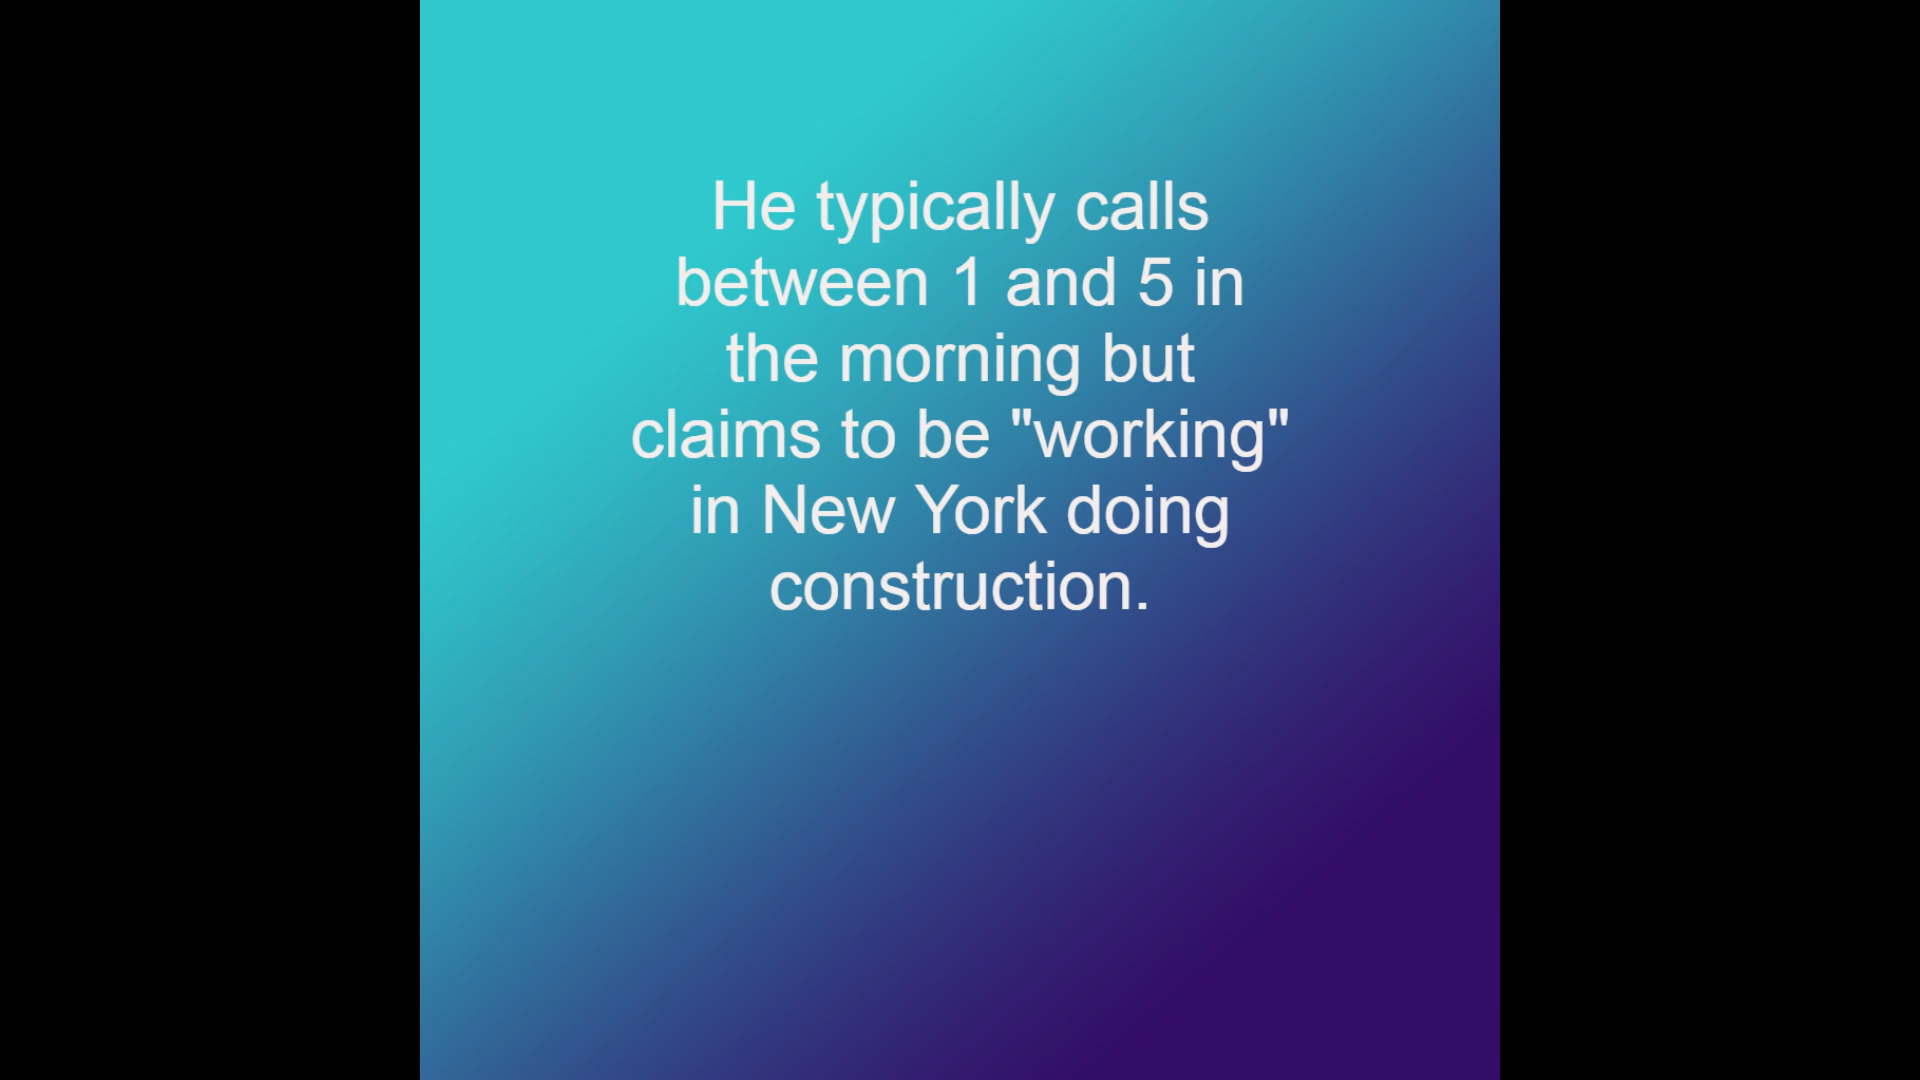 He typically calls
between 1 and 5 in
the morning but
claims to be "working"
in New York doing
construction.